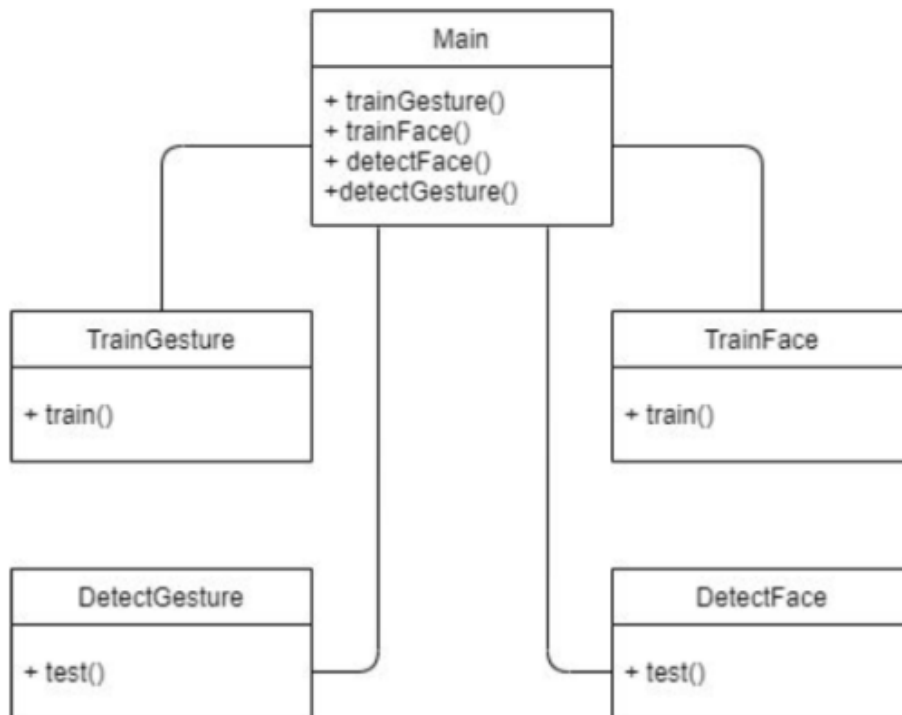 Main
+ trainGesture()
+ trainFace()
+ detectFace()
+detectGesture()
TrainGesture
+ train()
TrainFace
+ train()
DetectGesture
+ test()
DetectFace
+ test()